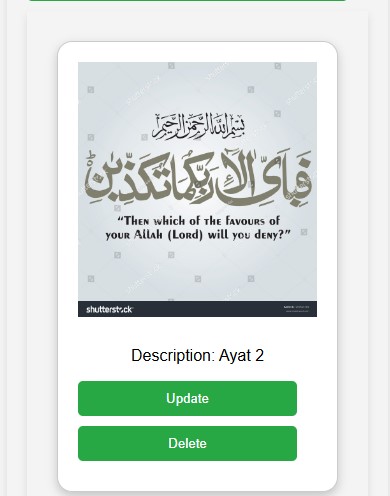 بسم الله الرحمن الرحيم
فبأي آلاء ربكما تكذبن
"Then which of the favours of
your Allah (Lord) will you deny?"
shutterstock
Description: Ayat 2
Update
Delete